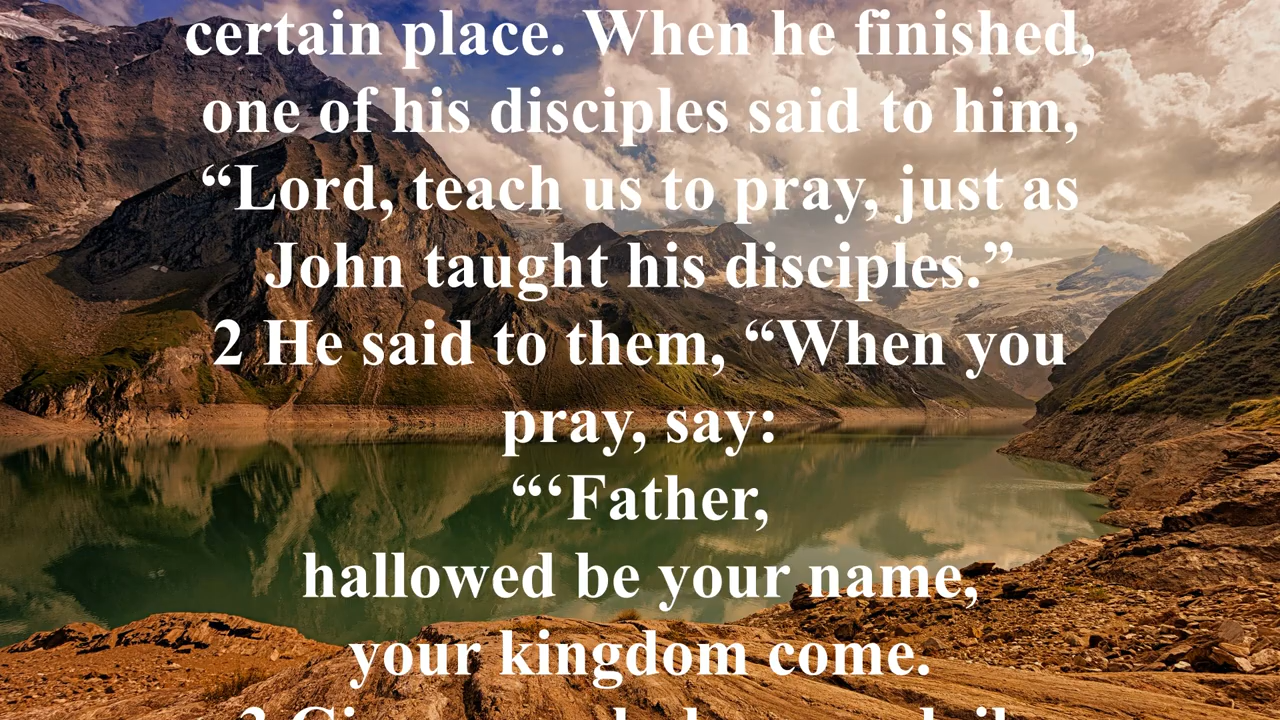 certain place. When he finished,
one of his disciples said to him,
“Lord, teach us to pray, just as
John taught his disciples.”
2 He said to them, “When you
pray, say:
“‘Father,
hallowed be your name,
your kingdom come.